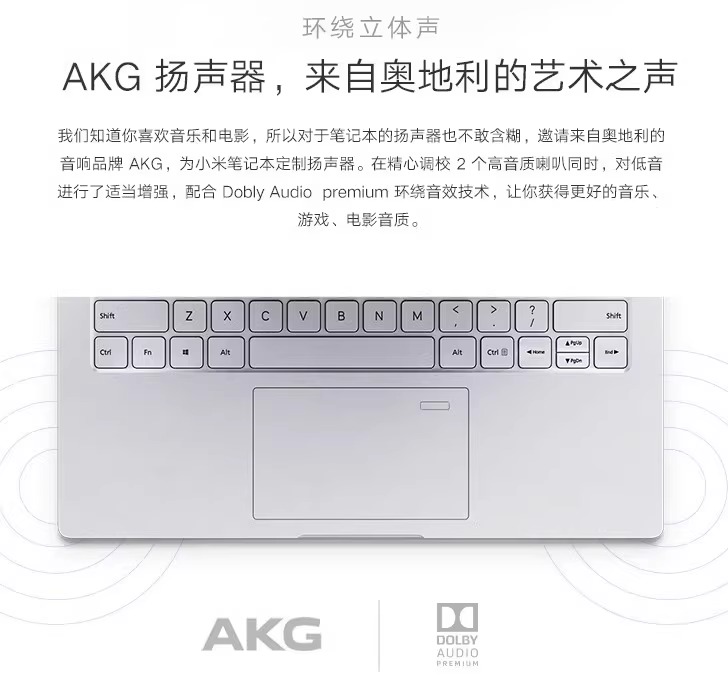 环绕立体声
AKG 扬声器，来自奥地利的艺术之声
我们知道你喜欢音乐和电影，所以对于笔记本的扬声器也不敢含糊，邀请来自奥地利的
音响品牌 AKG，为小米笔记本定制扬声器。在精心调校 2 个高音质喇叭同时，对低音
进行了适当增强，配合 Dobly Audio premium 环绕音效技术，让你获得更好的音乐、
游戏、电影音质。
Shift Z X C V B N M < , > . ? / Shift
Ctrl Fn Alt Alt Ctrl ◀Home ▲PgUp End▶
▼PgDn
AKG
DOLBY
AUDIO
PREMIUM